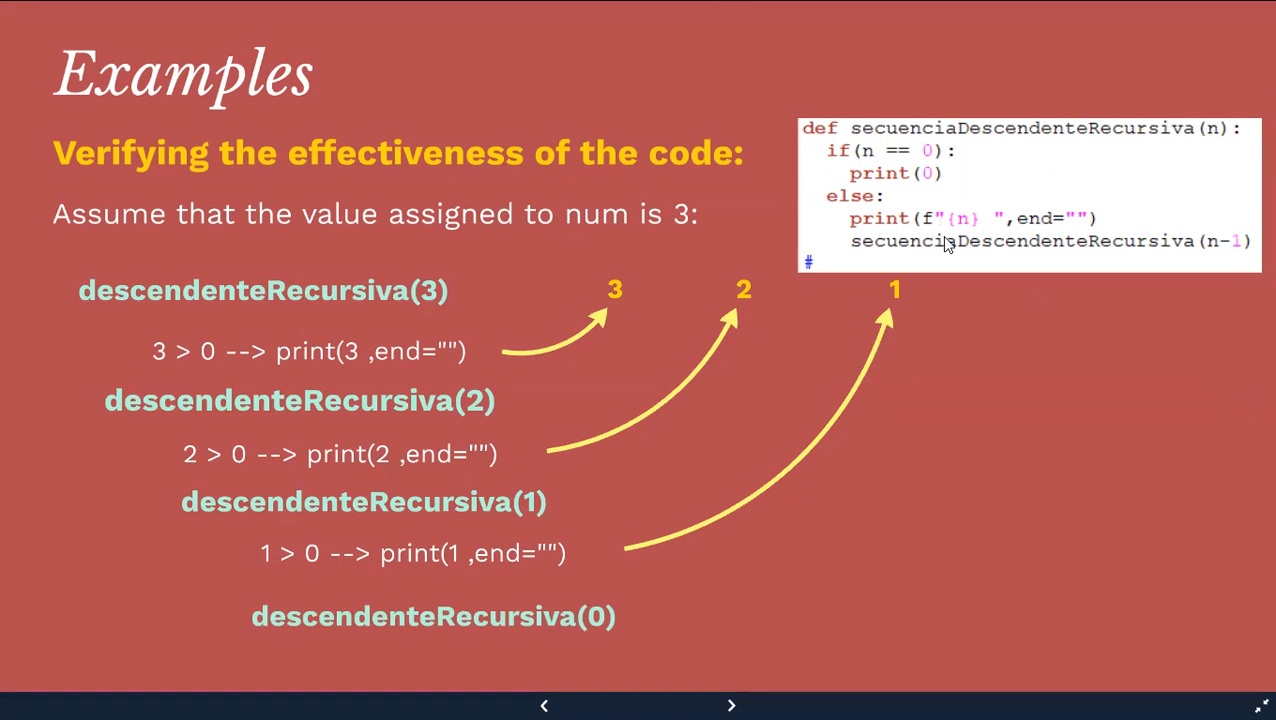 Examples
Verifying the effectiveness of the code:
Assume that the value assigned to num is 3:
def secuenciaDescendenteRecursiva(n):
if(n == 0):
print(0)
else:
print(f"{n} ",end="")
secuenciaDescendenteRecursiva(n-1)
#
descendenteRecursiva(3)
3
2
1
3 > 0 --> print(3 ,end="")
descendenteRecursiva(2)
2 > 0 --> print(2 ,end="")
descendenteRecursiva(1)
1 > 0 --> print(1 ,end="")
descendenteRecursiva(0)